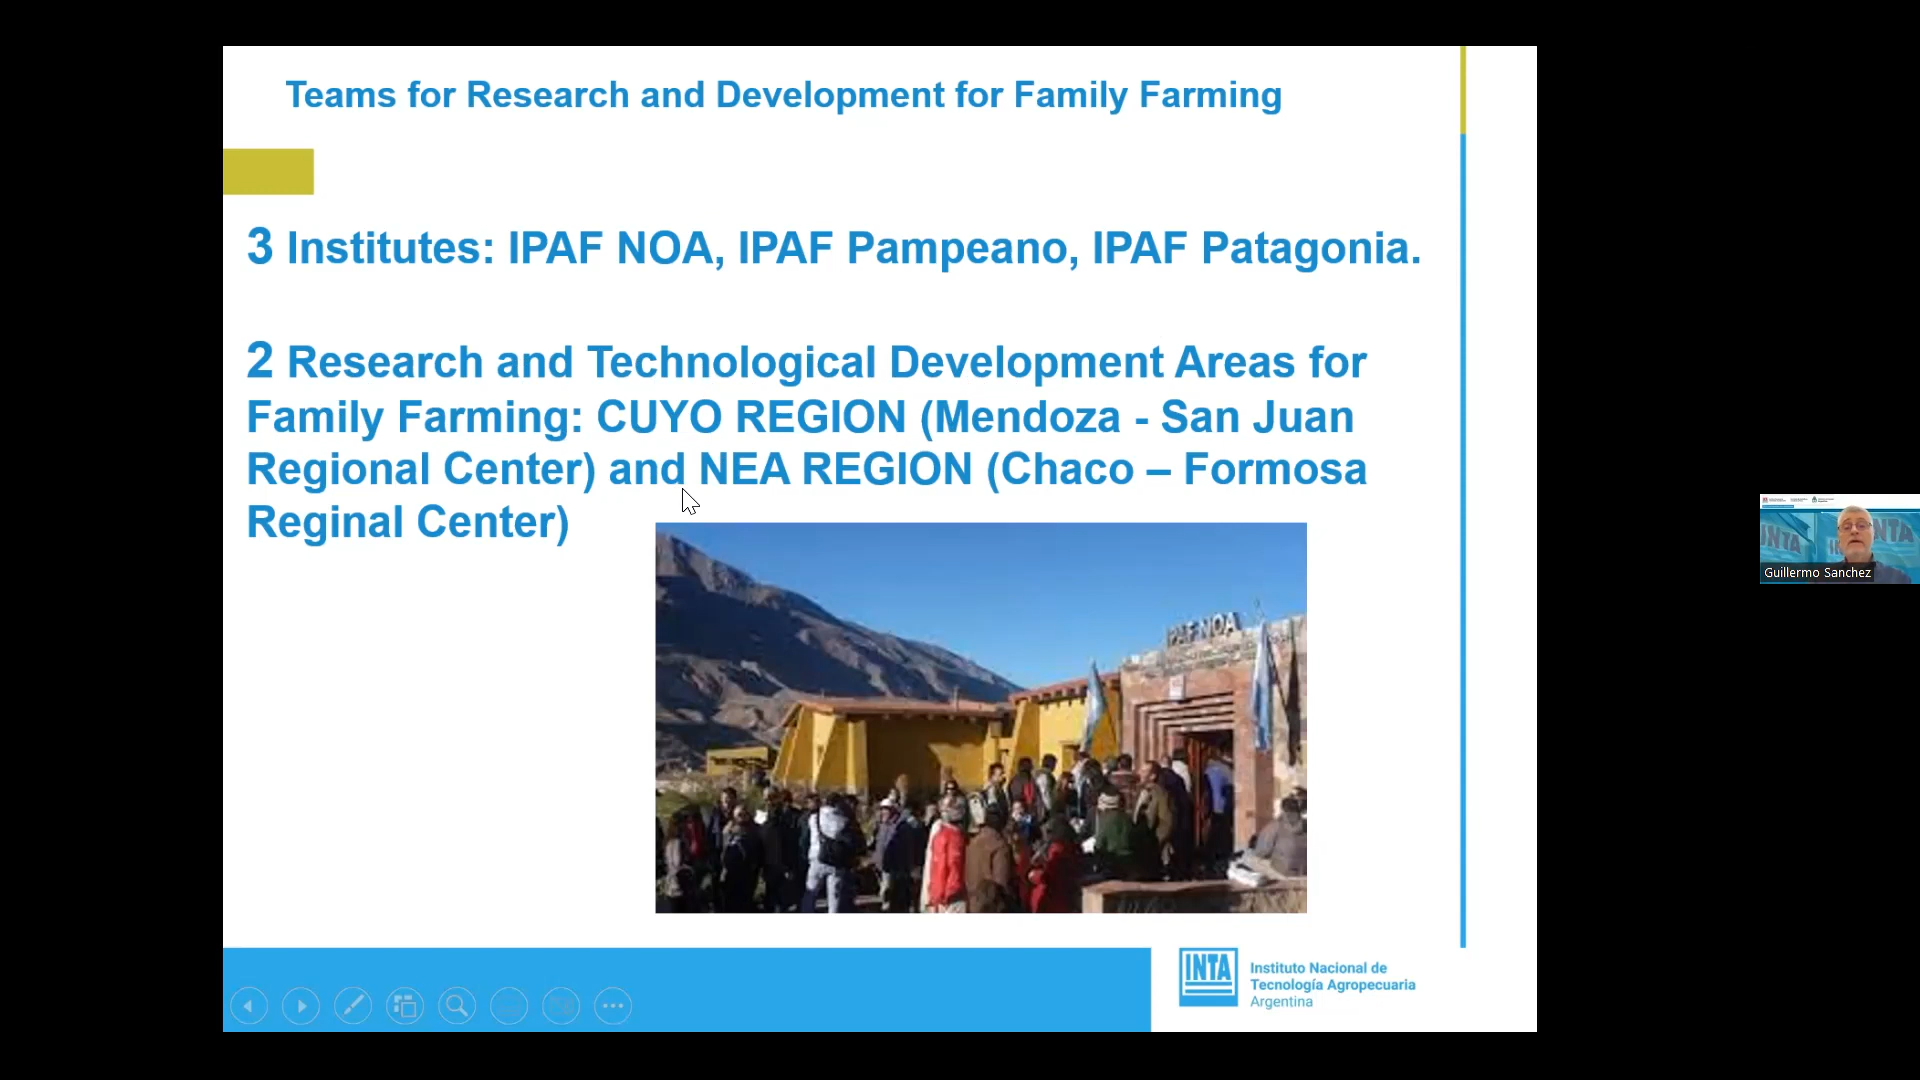 Teams for Research and Development for Family Farming
3 Institutes: IPAF NOA, IPAF Pampeano, IPAF Patagonia.
2 Research and Technological Development Areas for
Family Farming: CUYO REGION (Mendoza - San Juan
Regional Center) and NEA REGION (Chaco – Formosa
Reginal Center)
IPAF NOA
INTA
Instituto Nacional de
Tecnología Agropecuaria
Argentina
INTA
NTA
Guillermo Sanchez